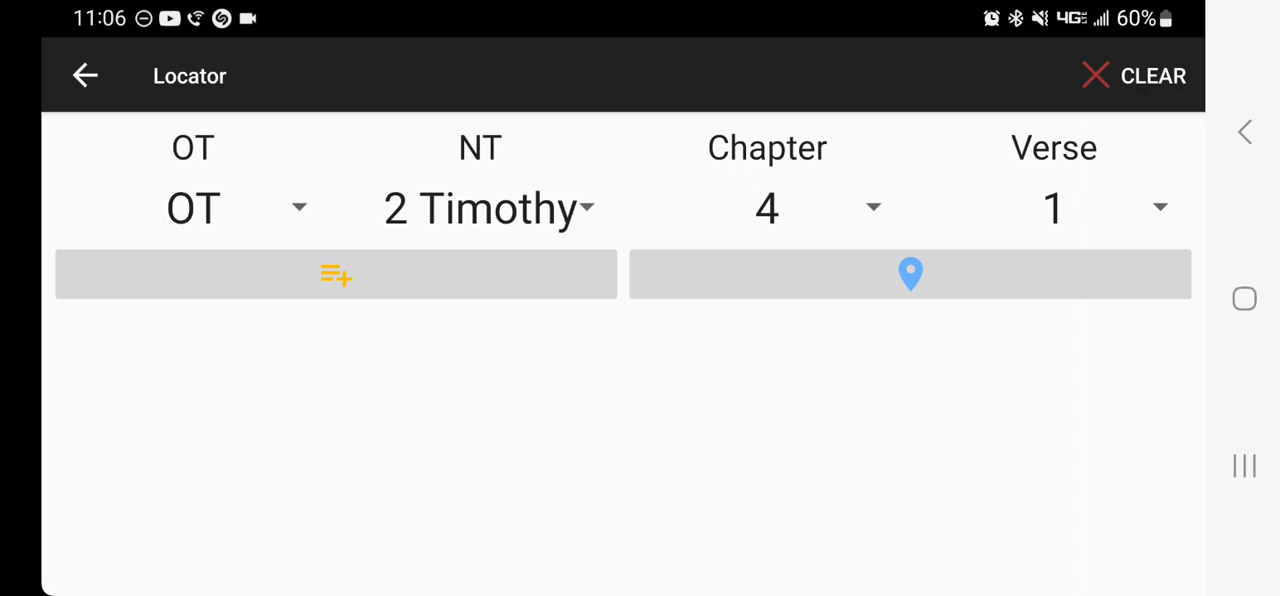 11:06 4G 60%
Locator CLEAR
OT NT Chapter Verse
OT 2 Timothy 4 1